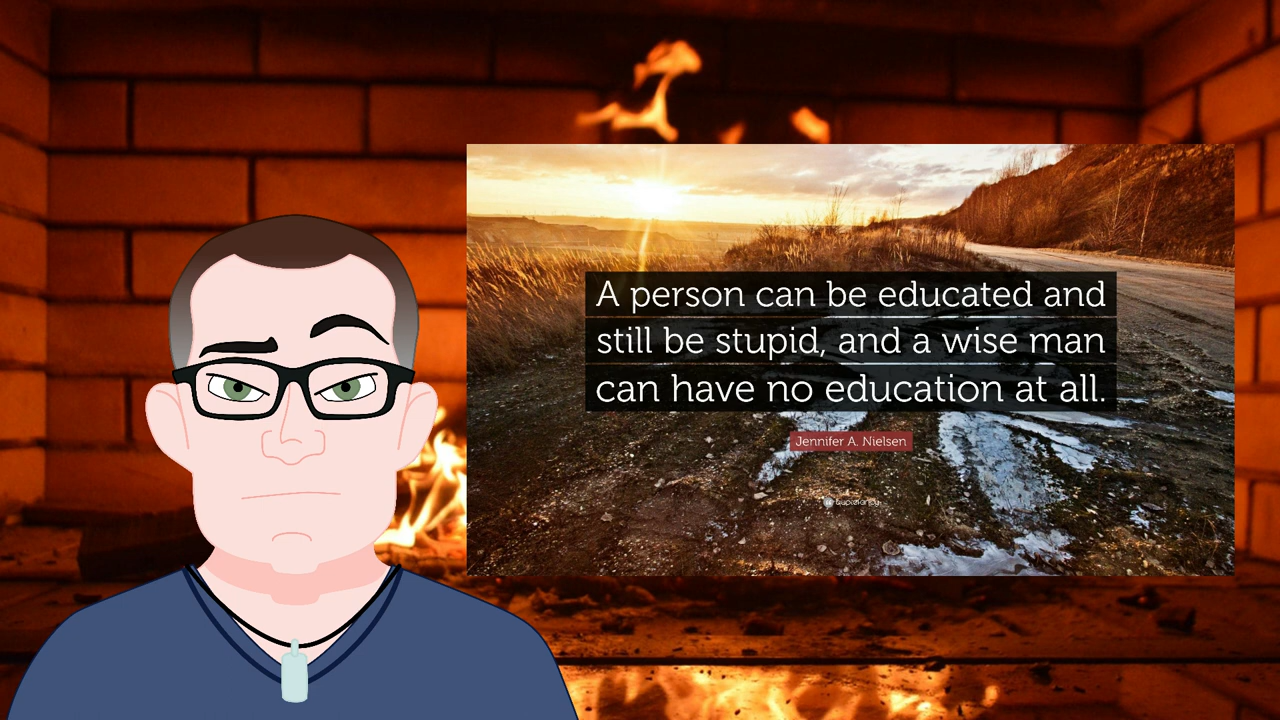 A person can be educated and
still be stupid, and a wise man
can have no education at all.
Jennifer A. Nielsen